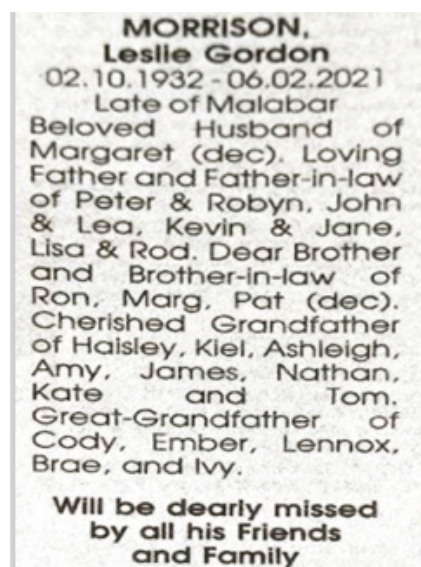 MORRISON,
Leslie Gordon
02.10.1932 - 06.02.2021
Late of Malabar
Beloved Husband of
Margaret (dec). Loving
Father and Father-in-law
of Peter & Robyn, John
& Lea, Kevin & Jane,
Lisa & Rod. Dear Brother
and Brother-in-law of
Ron, Marg, Pat (dec).
Cherished Grandfather
of Haisley, Kiel, Ashleigh,
Amy, James, Nathan,
Kate and Tom.
Great-Grandfather of
Cody, Ember, Lennox,
Brae, and Ivy.
Will be dearly missed
by all his Friends
and Family